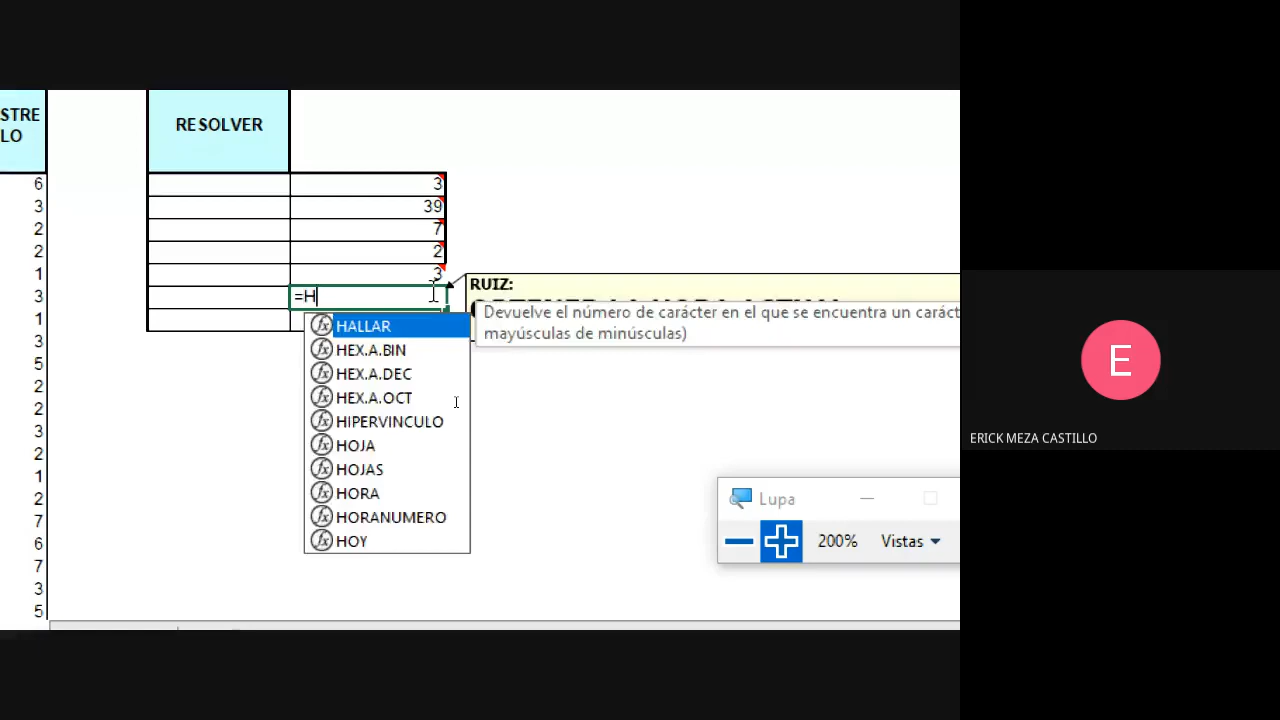 STRE
LO
RESOLVER
6
3
3
39
2
7
2
2
1
3
3
=H
1
3
5
2
2
3
2
1
2
7
6
7
3
5
RUIZ:
Devuelve el número de carácter en el que se encuentra un caráct
mayúsculas de minúsculas)
HALLAR
HEX.A.BIN
HEX.A.DEC
HEX.A.OCT
HIPERVINCULO
HOJA
HOJAS
HORA
HORANUMERO
HOY
Lupa
200%
Vistas
E
ERICK MEZA CASTILLO